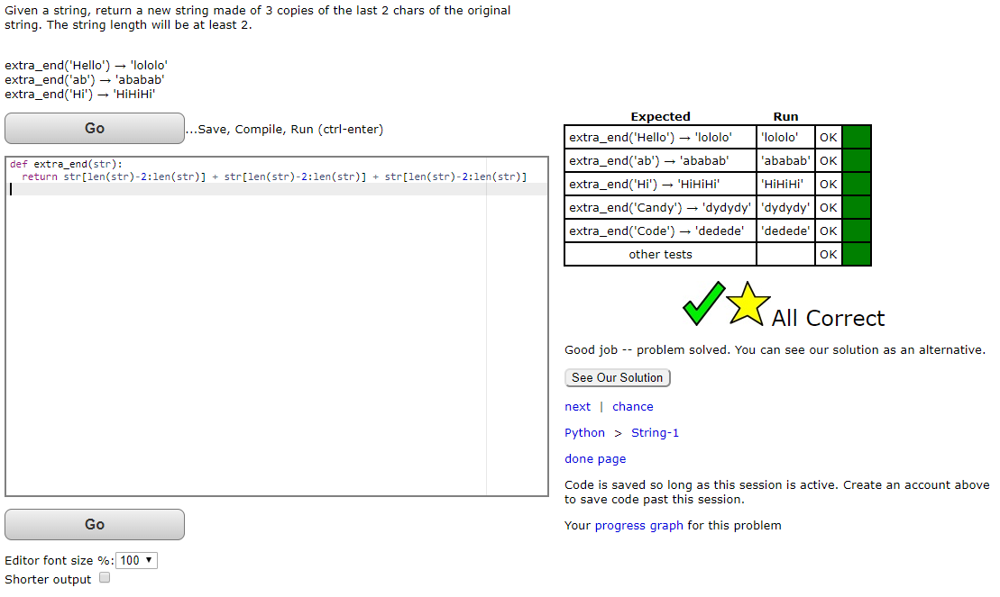 Given a string, return a new string made of 3 copies of the last 2 chars of the original
string. The string length will be at least 2.
extra_end('Hello') → 'lololo'
extra_end('ab') → 'ababab'
extra_end('Hi') → 'HiHiHi'
Go ...Save, Compile, Run (ctrl-enter)
def extra_end(str):
  return str[len(str)-2:len(str)] + str[len(str)-2:len(str)] + str[len(str)-2:len(str)]
Go
Editor font size %: 100
Shorter output
Expected Run
extra_end('Hello') → 'lololo' 'lololo' OK
extra_end('ab') → 'ababab' 'ababab' OK
extra_end('Hi') → 'HiHiHi' 'HiHiHi' OK
extra_end('Candy') → 'dydydy' 'dydydy' OK
extra_end('Code') → 'dedede' 'dedede' OK
other tests OK
All Correct
Good job -- problem solved. You can see our solution as an alternative.
See Our Solution
next | chance
Python > String-1
done page
Code is saved so long as this session is active. Create an account above
to save code past this session.
Your progress graph for this problem